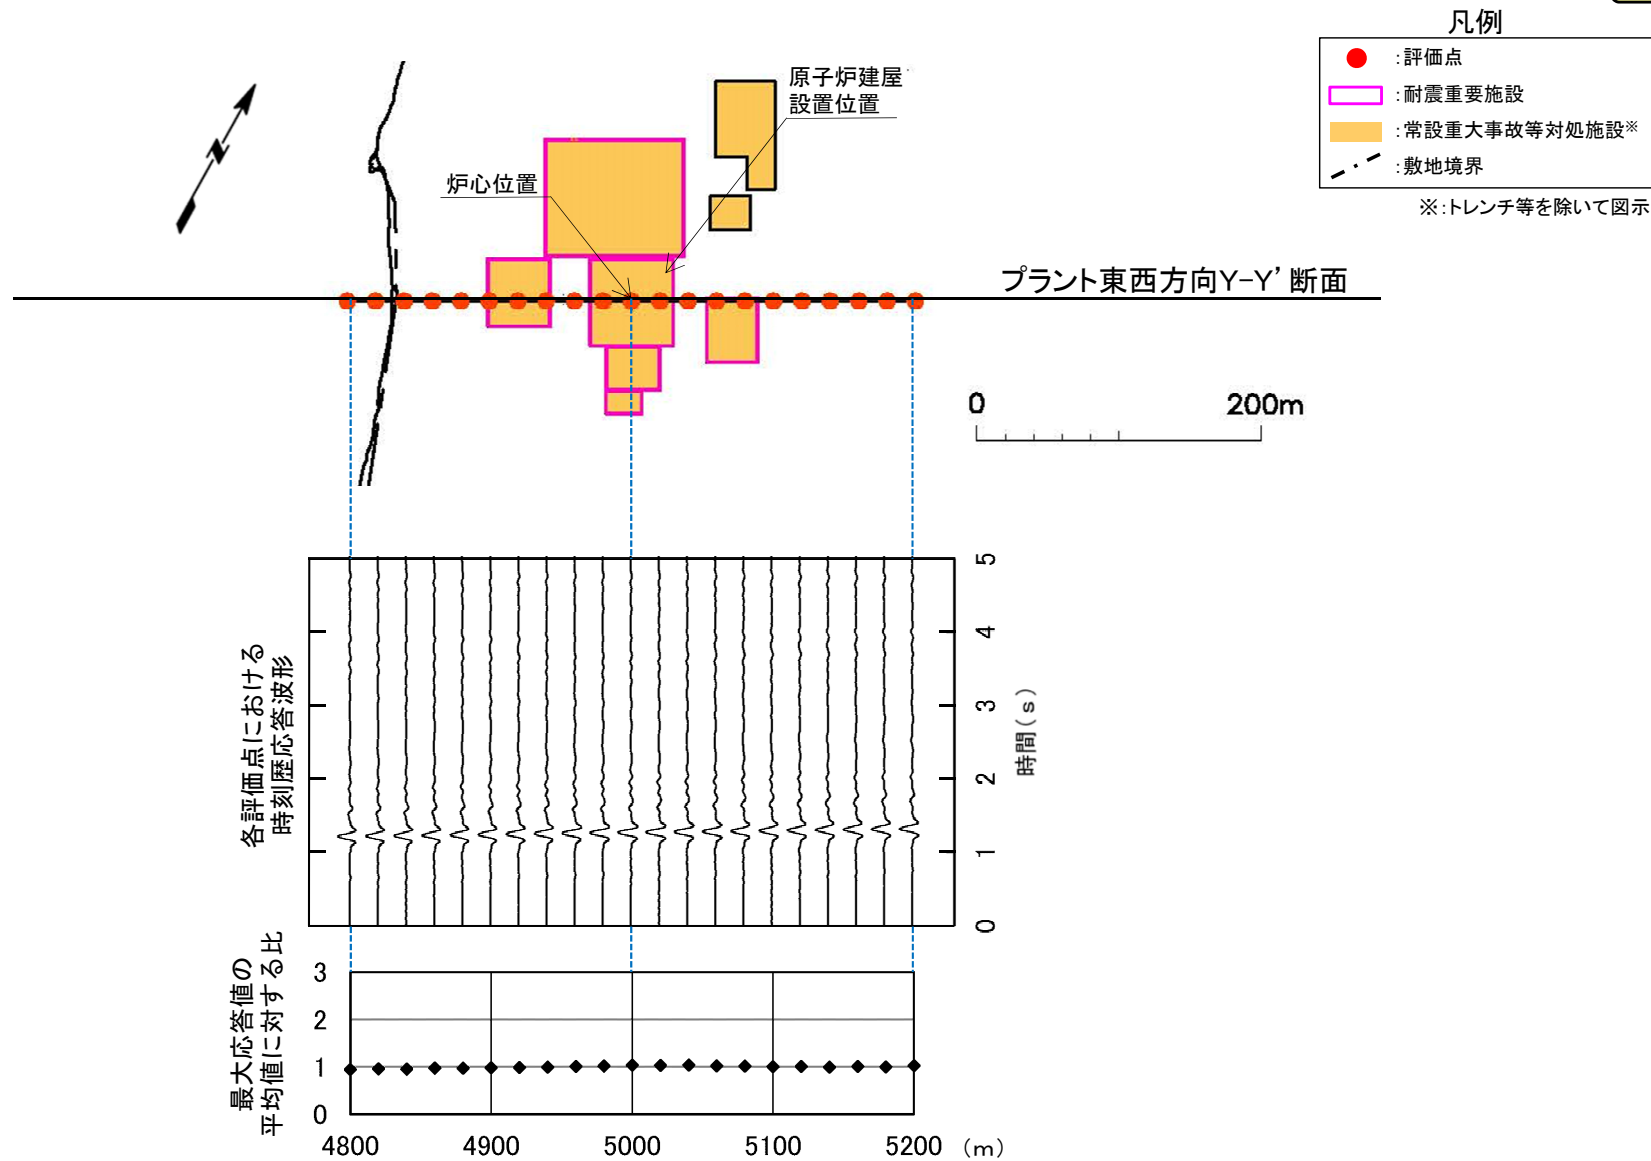 凡例
:評価点
:耐震重要施設
:常設重大事故等対処施設※
:敷地境界
※:トレンチ等を除いて図示
原子炉建屋
設置位置
炉心位置
N
プラント東西方向Y-Y’断面
0 200m
各評価点における
時刻歴応答波形
5
4
3
2
1
0
時間(s)
最大応答値の
平均値に対する比
3
2
1
0
4800 4900 5000 5100 5200 (m)